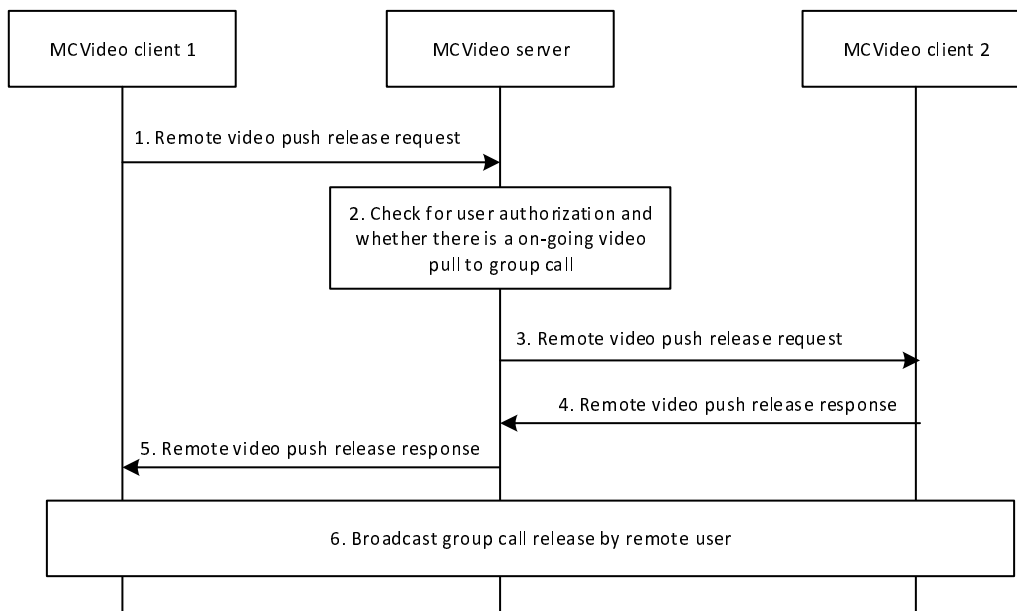 MCVideo client 1
MCVideo server
MCVideo client 2
1. Remote video push release request
2. Check for user authorization and
whether there is a on-going video
pull to group call
3. Remote video push release request
4. Remote video push release response
5. Remote video push release response
6. Broadcast group call release by remote user